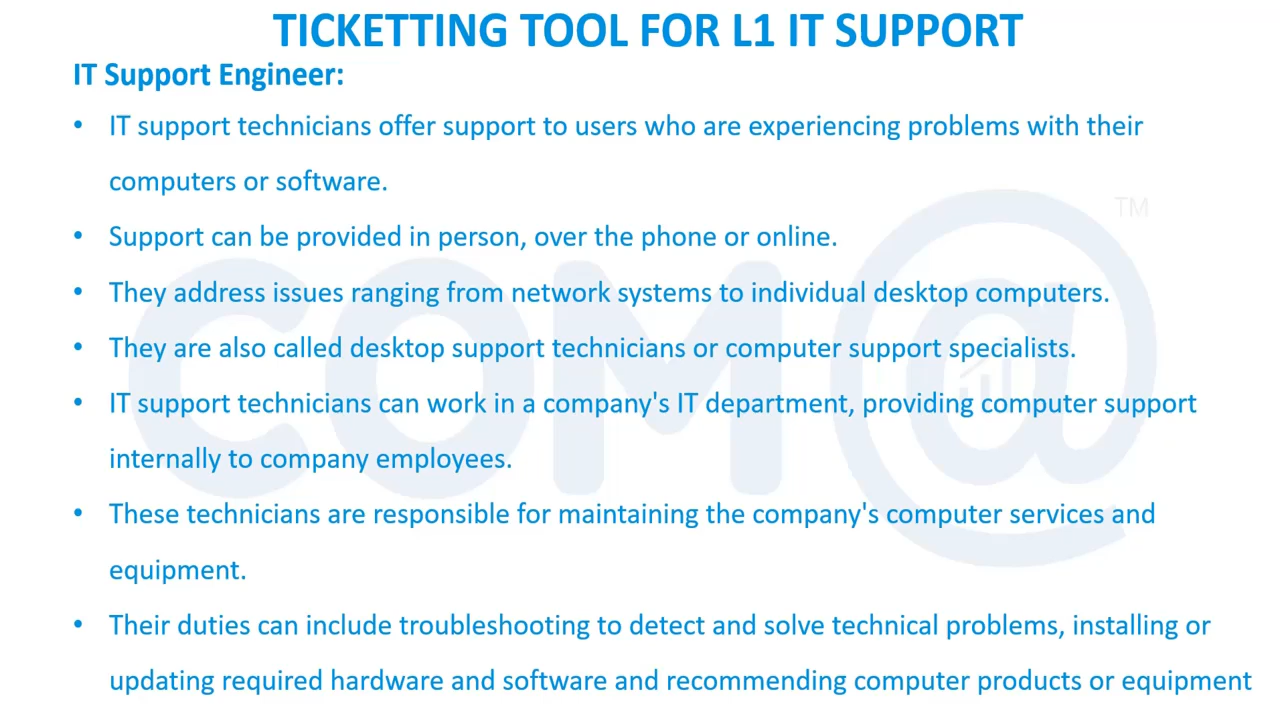 TICKETTING TOOL FOR L1 IT SUPPORT
IT Support Engineer:
• IT support technicians offer support to users who are experiencing problems with their
computers or software.
• Support can be provided in person, over the phone or online.
• They address issues ranging from network systems to individual desktop computers.
• They are also called desktop support technicians or computer support specialists.
• IT support technicians can work in a company's IT department, providing computer support
internally to company employees.
• These technicians are responsible for maintaining the company's computer services and
equipment.
• Their duties can include troubleshooting to detect and solve technical problems, installing or
updating required hardware and software and recommending computer products or equipment
COM@
TM